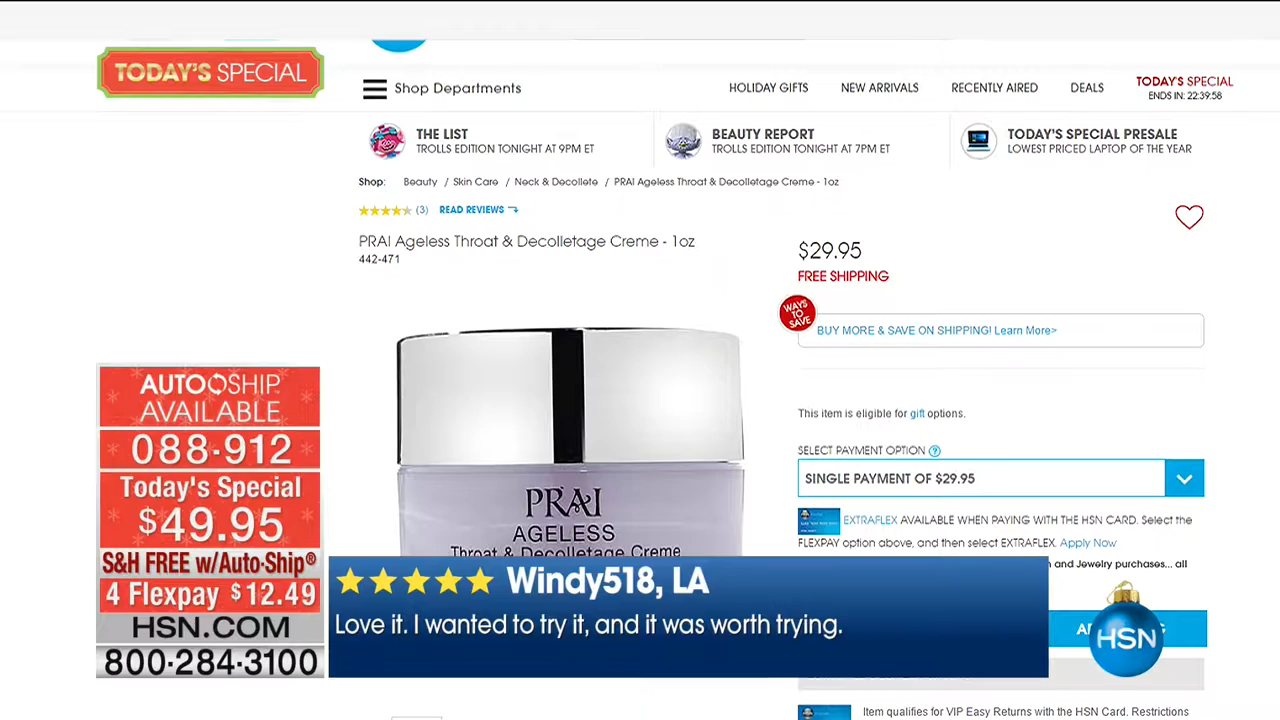 TODAY'S SPECIAL
Shop Departments
HOLIDAY GIFTS
NEW ARRIVALS
RECENTLY AIRED
DEALS
TODAY'S SPECIAL
ENDS IN: 22:39:58
THE LIST
TROLLS EDITION TONIGHT AT 9PM ET
BEAUTY REPORT
TROLLS EDITION TONIGHT AT 7PM ET
TODAY'S SPECIAL PRESALE
LOWEST PRICED LAPTOP OF THE YEAR
Shop: Beauty / Skin Care / Neck & Decollete / PRAI Ageless Throat & Decolletage Creme - 1oz
(3) READ REVIEWS
PRAI Ageless Throat & Decolletage Creme - 1oz
442-471
$29.95
FREE SHIPPING
WAYS
TO
SAVE
BUY MORE & SAVE ON SHIPPING! Learn More>
This item is eligible for gift options.
SELECT PAYMENT OPTION ?
SINGLE PAYMENT OF $29.95
EXTRAFLEX AVAILABLE WHEN PAYING WITH THE HSN CARD. Select the
FLEXPAY option above, and then select EXTRAFLEX. Apply Now
and Jewelry purchases... all
PRAI
AGELESS
Throat & Decolletage Creme
AUTOSHIP
AVAILABLE
088-912
Today's Special
$49.95
S&H FREE w/Auto-Ship®
4 Flexpay $12.49
HSN.COM
800-284-3100
Windy518, LA
Love it. I wanted to try it, and it was worth trying.
HSN
Item qualifies for VIP Easy Returns with the HSN Card. Restrictions